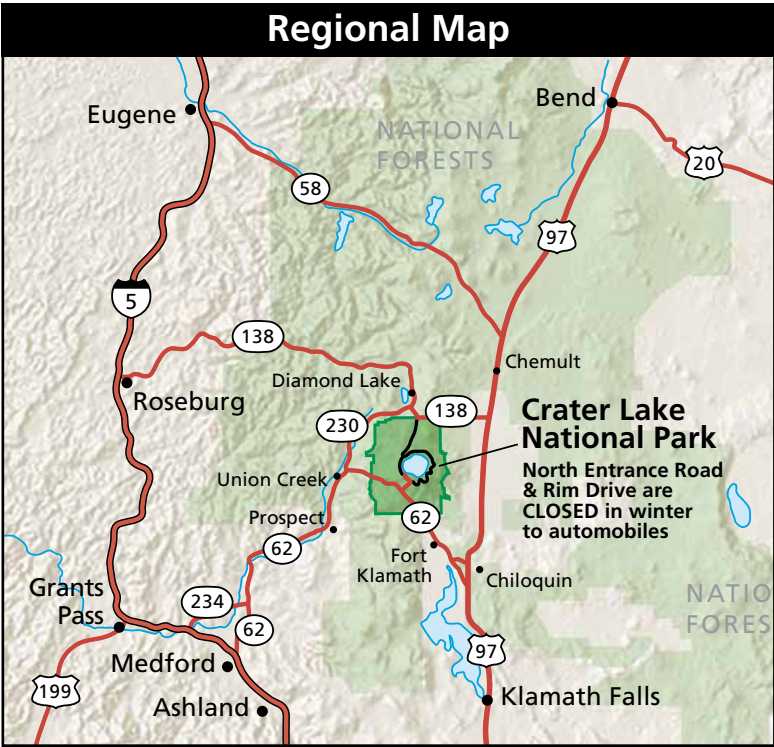 Regional Map
Eugene
Bend
NATIONAL
FORESTS
20
58
97
5
138
Chemult
Diamond Lake
Roseburg
138
Crater Lake
National Park
230
North Entrance Road
& Rim Drive are
CLOSED in winter
to automobiles
Union Creek
Prospect
62
62
Fort
Klamath
Chiloquin
Grants
Pass
234
62
NATIO
FORES
97
Medford
199
Klamath Falls
Ashland